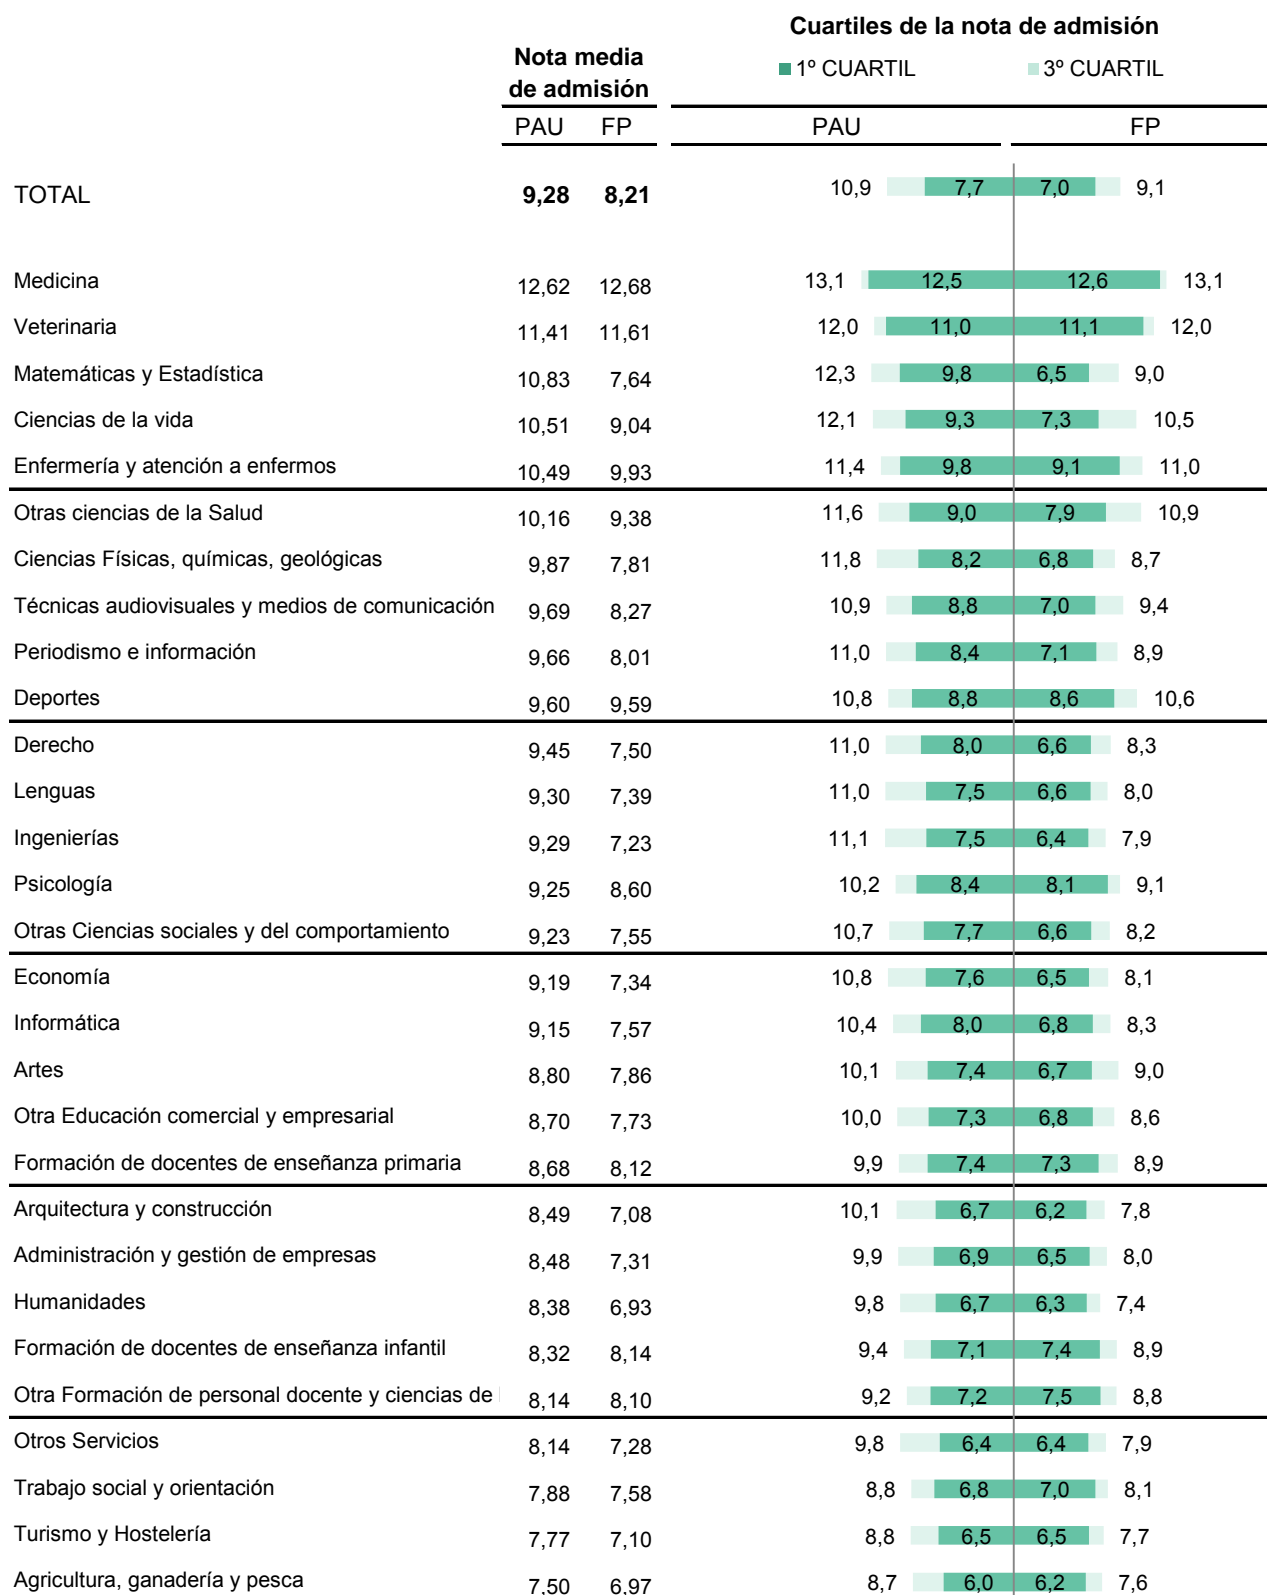 Cuartiles de la nota de admisión
Nota media de admisión
1º CUARTIL 3º CUARTIL
PAU FP PAU FP
TOTAL 9,28 8,21 10,9 7,7 7,0 9,1
Medicina 12,62 12,68 13,1 12,5 12,6 13,1
Veterinaria 11,41 11,61 12,0 11,0 11,1 12,0
Matemáticas y Estadística 10,83 7,64 12,3 9,8 6,5 9,0
Ciencias de la vida 10,51 9,04 12,1 9,3 7,3 10,5
Enfermería y atención a enfermos 10,49 9,93 11,4 9,8 9,1 11,0
Otras ciencias de la Salud 10,16 9,38 11,6 9,0 7,9 10,9
Ciencias Físicas, químicas, geológicas 9,87 7,81 11,8 8,2 6,8 8,7
Técnicas audiovisuales y medios de comunicación 9,69 8,27 10,9 8,8 7,0 9,4
Periodismo e información 9,66 8,01 11,0 8,4 7,1 8,9
Deportes 9,60 9,59 10,8 8,8 8,6 10,6
Derecho 9,45 7,50 11,0 8,0 6,6 8,3
Lenguas 9,30 7,39 11,0 7,5 6,6 8,0
Ingenierías 9,29 7,23 11,1 7,5 6,4 7,9
Psicología 9,25 8,60 10,2 8,4 8,1 9,1
Otras Ciencias sociales y del comportamiento 9,23 7,55 10,7 7,7 6,6 8,2
Economía 9,19 7,34 10,8 7,6 6,5 8,1
Informática 9,15 7,57 10,4 8,0 6,8 8,3
Artes 8,80 7,86 10,1 7,4 6,7 9,0
Otra Educación comercial y empresarial 8,70 7,73 10,0 7,3 6,8 8,6
Formación de docentes de enseñanza primaria 8,68 8,12 9,9 7,4 7,3 8,9
Arquitectura y construcción 8,49 7,08 10,1 6,7 6,2 7,8
Administración y gestión de empresas 8,48 7,31 9,9 6,9 6,5 8,0
Humanidades 8,38 6,93 9,8 6,7 6,3 7,4
Formación de docentes de enseñanza infantil 8,32 8,14 9,4 7,1 7,4 8,9
Otra Formación de personal docente y ciencias de 8,14 8,10 9,2 7,2 7,5 8,8
Otros Servicios 8,14 7,28 9,8 6,4 6,4 7,9
Trabajo social y orientación 7,88 7,58 8,8 6,8 7,0 8,1
Turismo y Hostelería 7,77 7,10 8,8 6,5 6,5 7,7
Agricultura, ganadería y pesca 7,50 6,97 8,7 6,0 6,2 7,6